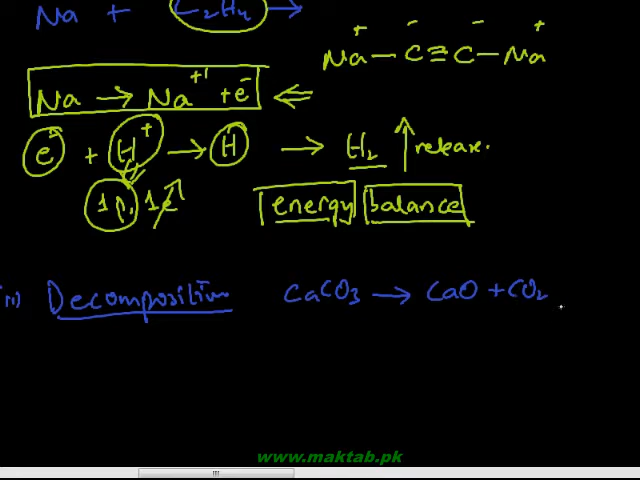 Na + C₂H₄ →
Na⁺ — C⁻ ≡ C⁻ — Na⁺
Na → Na⁺¹ + e⁻ ⇐
e⁻ + H⁺ → H → H₂ ↑ release.
1p. 1e⁻ energy balance
Decomposition CaCO₃ → CaO + CO₂
www.maktab.pk